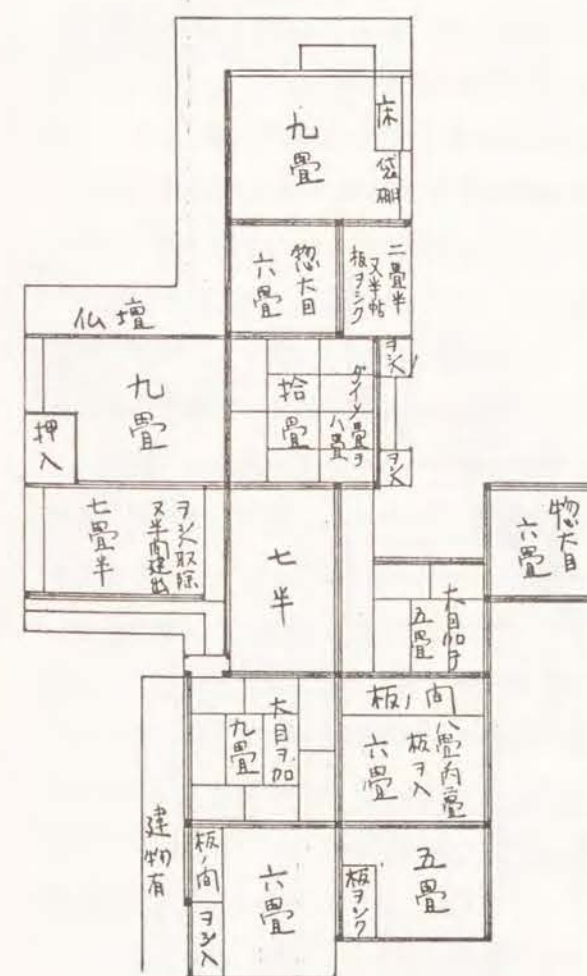 床
九畳
袋棚
二畳半
又半帖
板ヲシク
惣大目
六畳
仏壇
ヲシ入
ダイメ畳ヲ
八畳
拾畳
九畳
押入
ヲシ入
ヲシ入取除
又半間建出
七畳半
七半
惣大目
六畳
大目加ヘ
五畳
板ノ間
八畳内二畳
板ヲ入
六畳
大目ヲ加
九畳
建物有
板ノ間
ヲシ入
六畳
五畳
板ヲシク